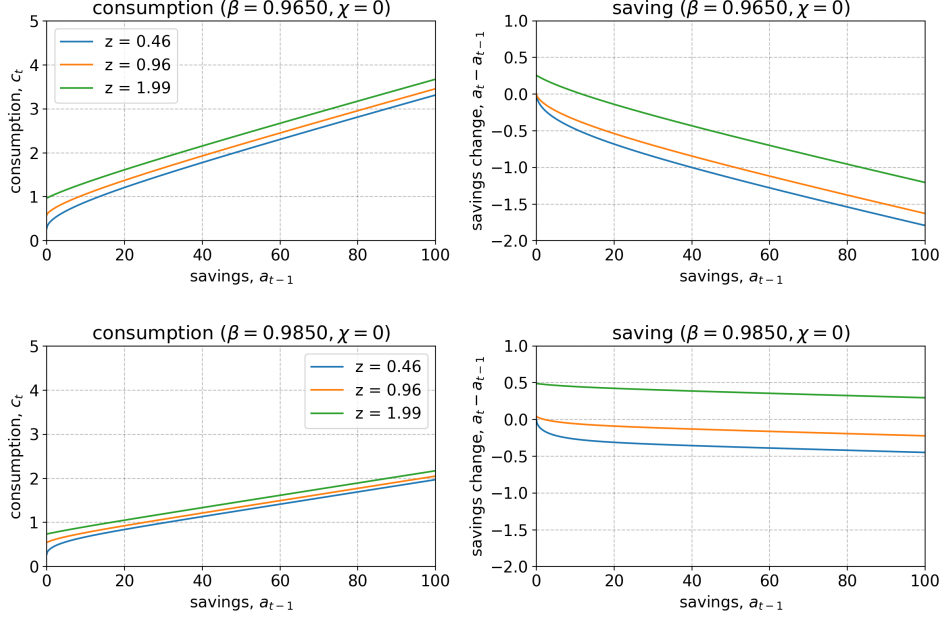 consumption (β = 0.9650, χ = 0)
consumption, c_t
5
4
3
2
1
0
z = 0.46
z = 0.96
z = 1.99
0 20 40 60 80 100
savings, a_{t−1}
saving (β = 0.9650, χ = 0)
savings change, a_t − a_{t−1}
1.0
0.5
0.0
−0.5
−1.0
−1.5
−2.0
0 20 40 60 80 100
savings, a_{t−1}
consumption (β = 0.9850, χ = 0)
consumption, c_t
5
4
3
2
1
0
z = 0.46
z = 0.96
z = 1.99
0 20 40 60 80 100
savings, a_{t−1}
saving (β = 0.9850, χ = 0)
savings change, a_t − a_{t−1}
1.0
0.5
0.0
−0.5
−1.0
−1.5
−2.0
0 20 40 60 80 100
savings, a_{t−1}